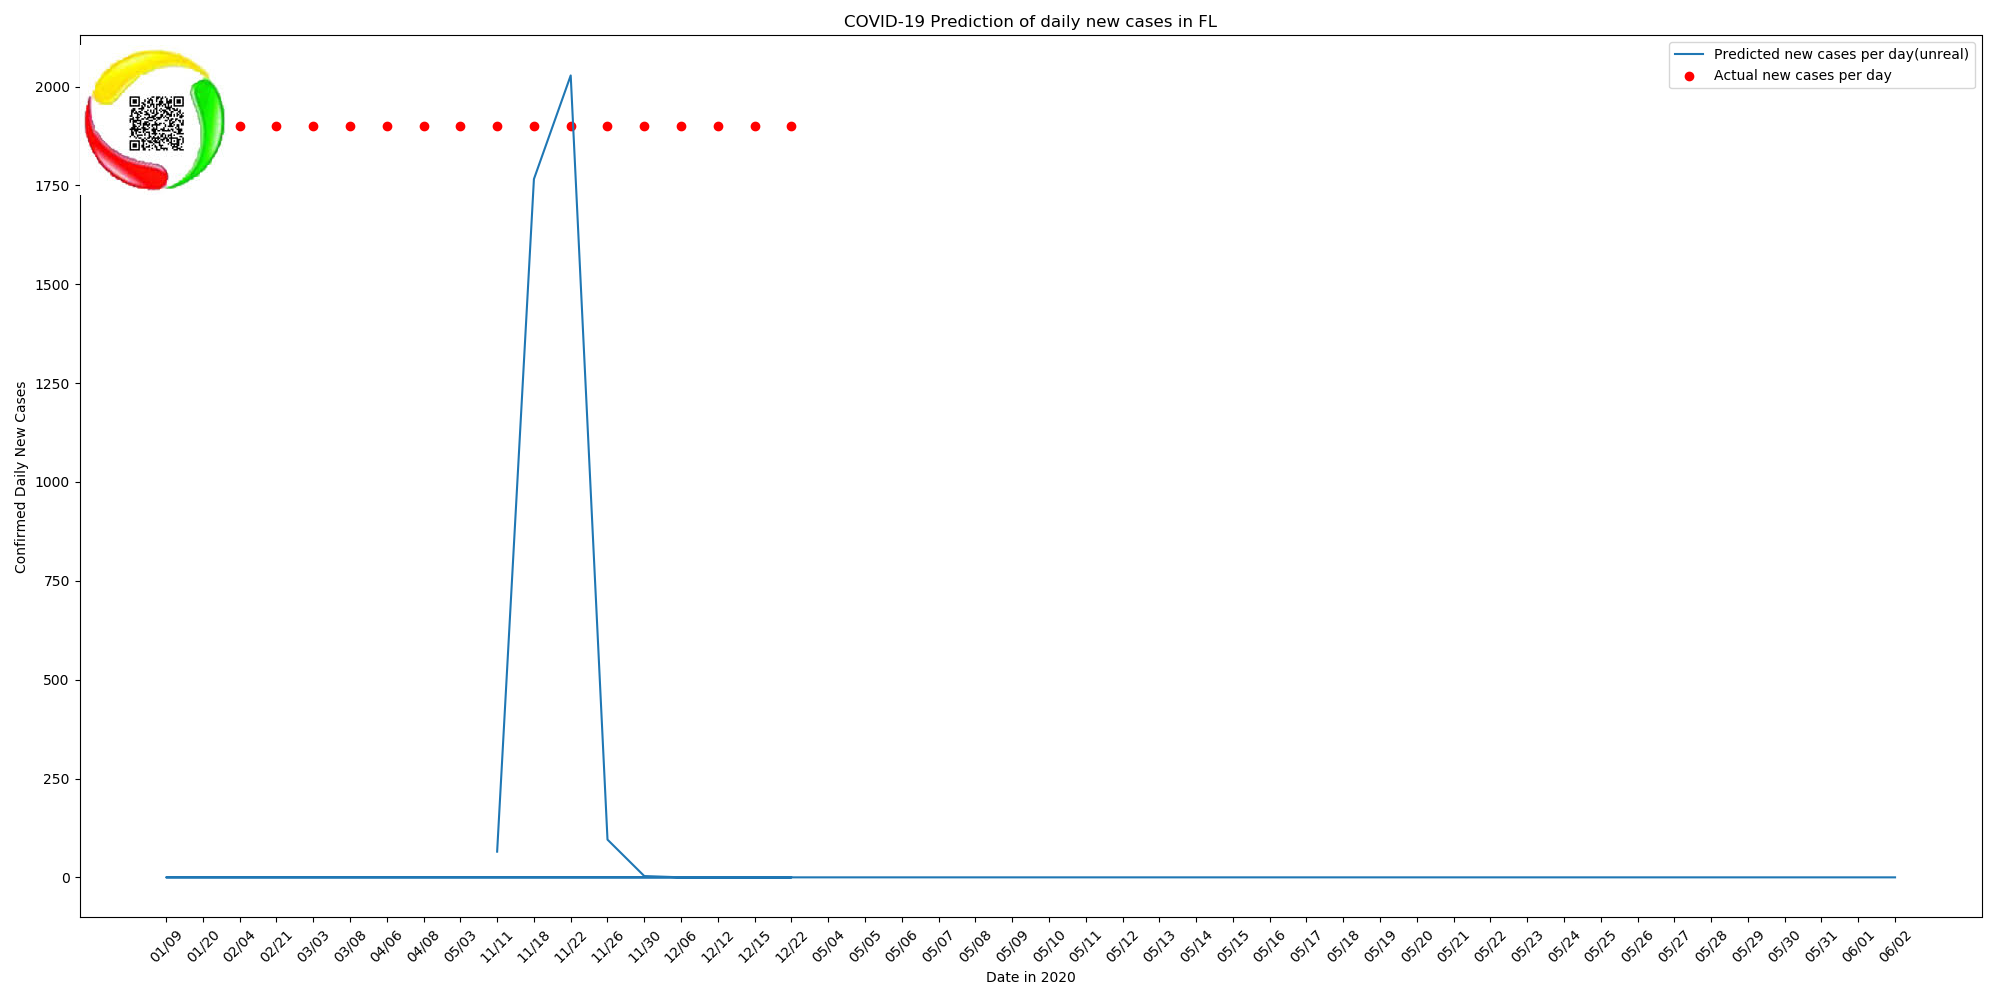 COVID-19 Prediction of daily new cases in FL
Predicted new cases per day(unreal)
Actual new cases per day
2000
1750
1500
1250
1000
750
500
250
0
Confirmed Daily New Cases
01/09 01/20 02/04 02/21 03/03 03/08 04/06 04/08 05/03 11/11 11/18 11/22 11/26 11/30 12/06 12/12 12/15 12/22 05/04 05/05 05/06 05/07 05/08 05/09 05/10 05/11 05/12 05/13 05/14 05/15 05/16 05/17 05/18 05/19 05/20 05/21 05/22 05/23 05/24 05/25 05/26 05/27 05/28 05/29 05/30 05/31 06/01 06/02
Date in 2020